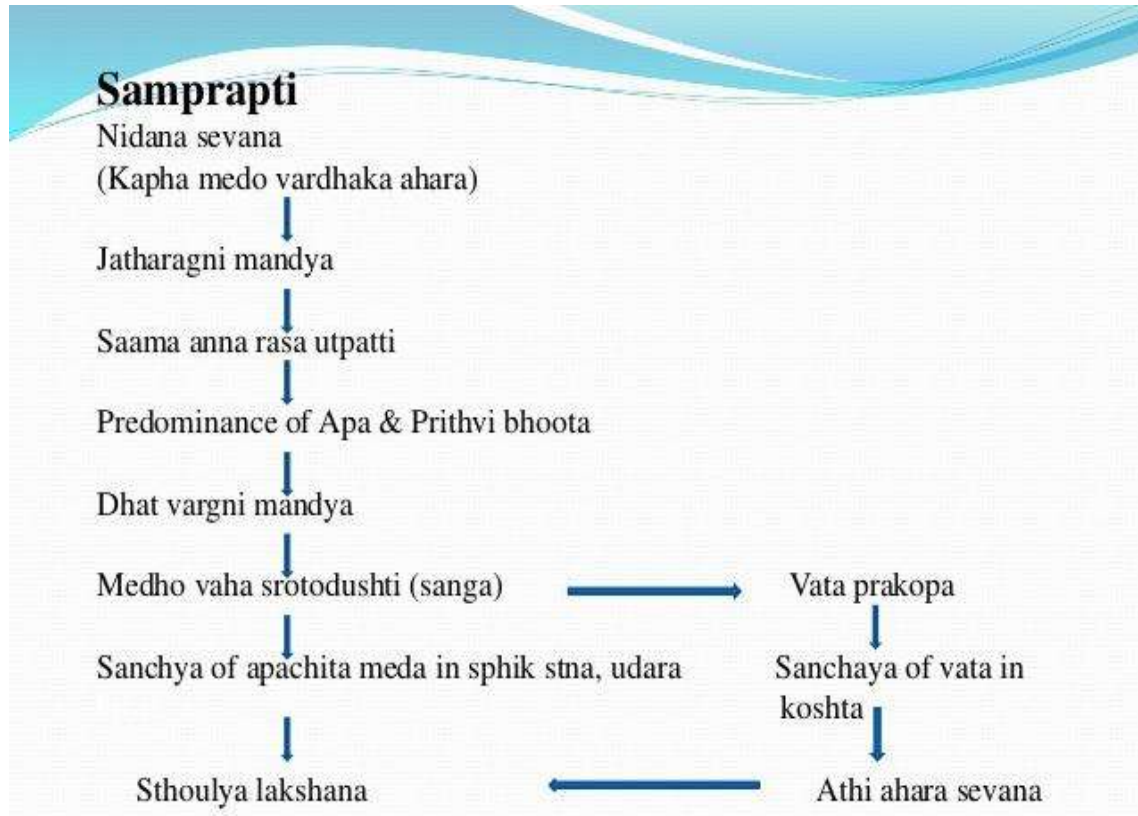 Samprapti
Nidana sevana
(Kapha medo vardhaka ahara)
Jatharagni mandya
Saama anna rasa utpatti
Predominance of Apa & Prithvi bhoota
Dhat vargni mandya
Medho vaha srotodushti (sanga)
Vata prakopa
Sanchya of apachita meda in sphik stna, udara
Sanchaya of vata in
koshta
Sthoulya lakshana
Athi ahara sevana